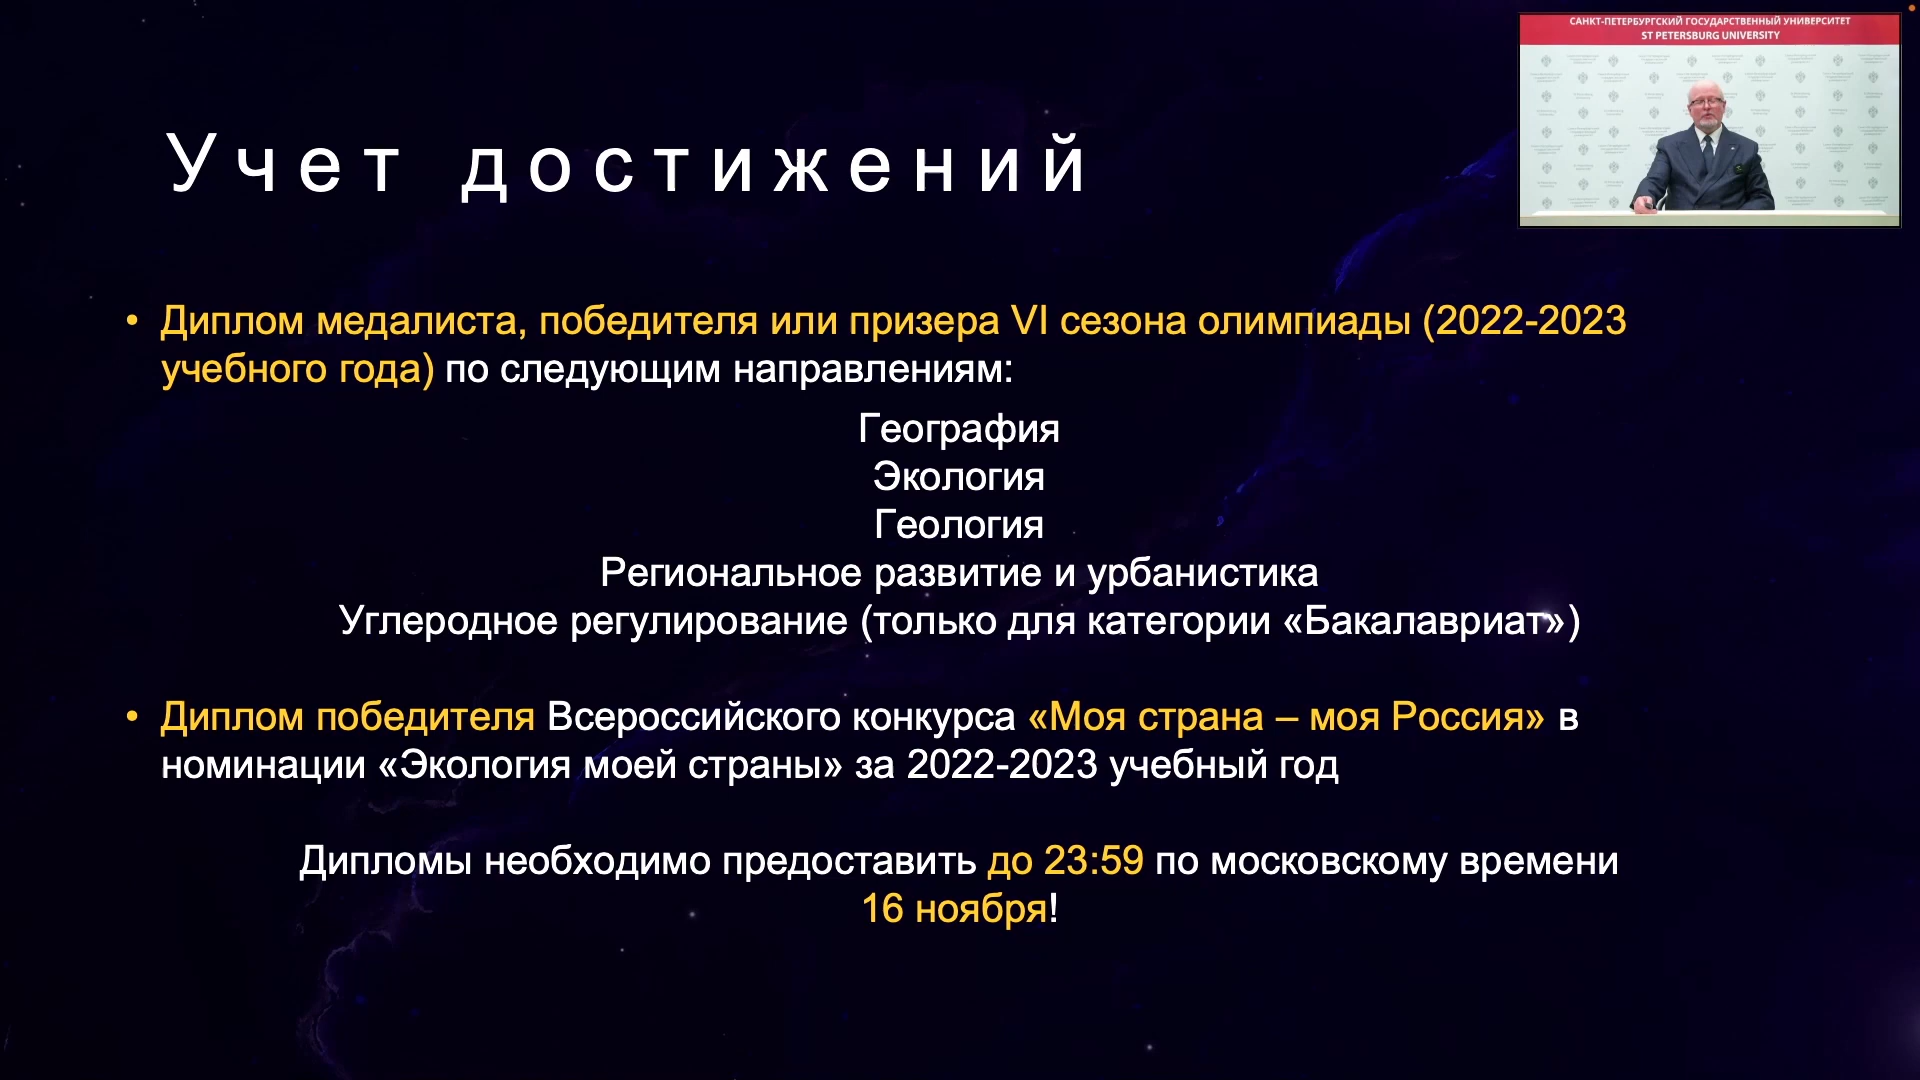 САНКТ-ПЕТЕРБУРГСКИЙ ГОСУДАРСТВЕННЫЙ УНИВЕРСИТЕТ
ST PETERSBURG UNIVERSITY
Учет достижений
• Диплом медалиста, победителя или призера VI сезона олимпиады (2022-2023
учебного года) по следующим направлениям:
География
Экология
Геология
Региональное развитие и урбанистика
Углеродное регулирование (только для категории «Бакалавриат»)
• Диплом победителя Всероссийского конкурса «Моя страна – моя Россия» в
номинации «Экология моей страны» за 2022-2023 учебный год
Дипломы необходимо предоставить до 23:59 по московскому времени
16 ноября!